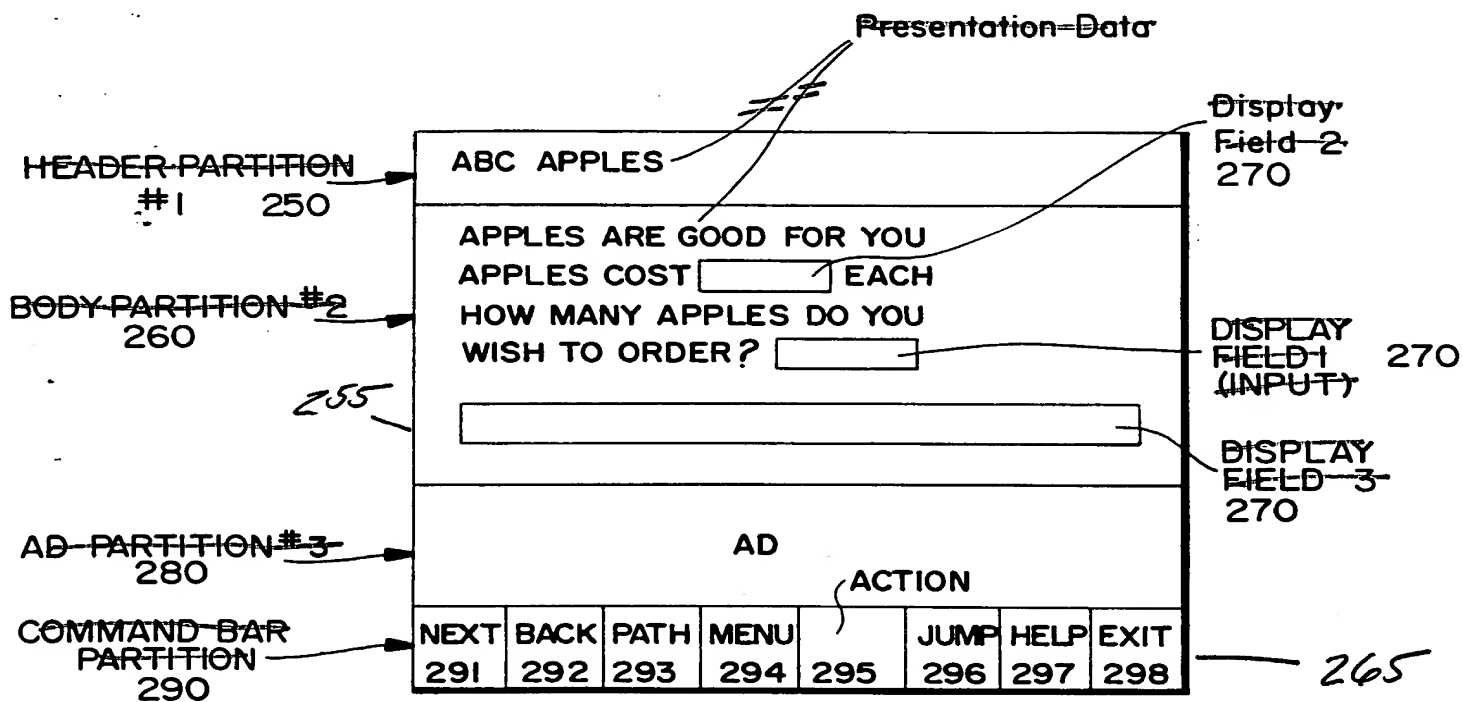 Presentation Data
Display
Field 2
270
HEADER PARTITION
#1 250
ABC APPLES
APPLES ARE GOOD FOR YOU
APPLES COST EACH
BODY PARTITION #2
260
HOW MANY APPLES DO YOU
WISH TO ORDER?
DISPLAY
FIELD 1 270
(INPUT)
255
DISPLAY
FIELD 3
270
AD PARTITION #3
280
AD
ACTION
COMMAND BAR
PARTITION
290
NEXT BACK PATH MENU JUMP HELP EXIT
291 292 293 294 295 296 297 298
265